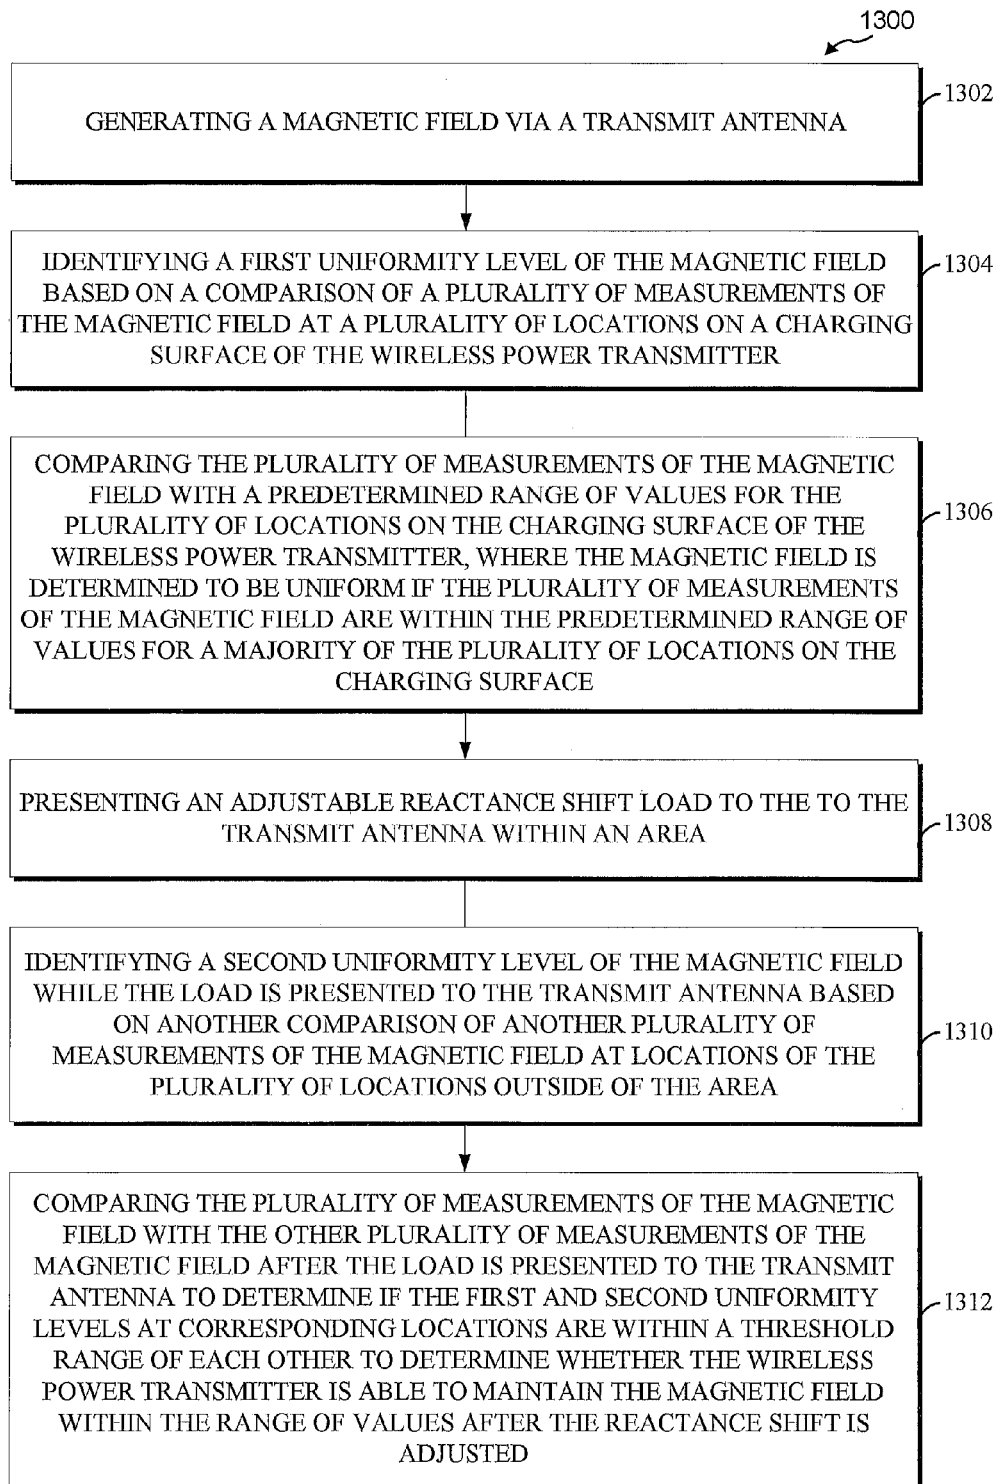 1300
GENERATING A MAGNETIC FIELD VIA A TRANSMIT ANTENNA
1302
IDENTIFYING A FIRST UNIFORMITY LEVEL OF THE MAGNETIC FIELD
BASED ON A COMPARISON OF A PLURALITY OF MEASUREMENTS OF
THE MAGNETIC FIELD AT A PLURALITY OF LOCATIONS ON A CHARGING
SURFACE OF THE WIRELESS POWER TRANSMITTER
1304
COMPARING THE PLURALITY OF MEASUREMENTS OF THE MAGNETIC
FIELD WITH A PREDETERMINED RANGE OF VALUES FOR THE
PLURALITY OF LOCATIONS ON THE CHARGING SURFACE OF THE
WIRELESS POWER TRANSMITTER, WHERE THE MAGNETIC FIELD IS
DETERMINED TO BE UNIFORM IF THE PLURALITY OF MEASUREMENTS
OF THE MAGNETIC FIELD ARE WITHIN THE PREDETERMINED RANGE OF
VALUES FOR A MAJORITY OF THE PLURALITY OF LOCATIONS ON THE
CHARGING SURFACE
1306
PRESENTING AN ADJUSTABLE REACTANCE SHIFT LOAD TO THE TO THE
TRANSMIT ANTENNA WITHIN AN AREA
1308
IDENTIFYING A SECOND UNIFORMITY LEVEL OF THE MAGNETIC FIELD
WHILE THE LOAD IS PRESENTED TO THE TRANSMIT ANTENNA BASED
ON ANOTHER COMPARISON OF ANOTHER PLURALITY OF
MEASUREMENTS OF THE MAGNETIC FIELD AT LOCATIONS OF THE
PLURALITY OF LOCATIONS OUTSIDE OF THE AREA
1310
COMPARING THE PLURALITY OF MEASUREMENTS OF THE MAGNETIC
FIELD WITH THE OTHER PLURALITY OF MEASUREMENTS OF THE
MAGNETIC FIELD AFTER THE LOAD IS PRESENTED TO THE TRANSMIT
ANTENNA TO DETERMINE IF THE FIRST AND SECOND UNIFORMITY
LEVELS AT CORRESPONDING LOCATIONS ARE WITHIN A THRESHOLD
RANGE OF EACH OTHER TO DETERMINE WHETHER THE WIRELESS
POWER TRANSMITTER IS ABLE TO MAINTAIN THE MAGNETIC FIELD
WITHIN THE RANGE OF VALUES AFTER THE REACTANCE SHIFT IS
ADJUSTED
1312